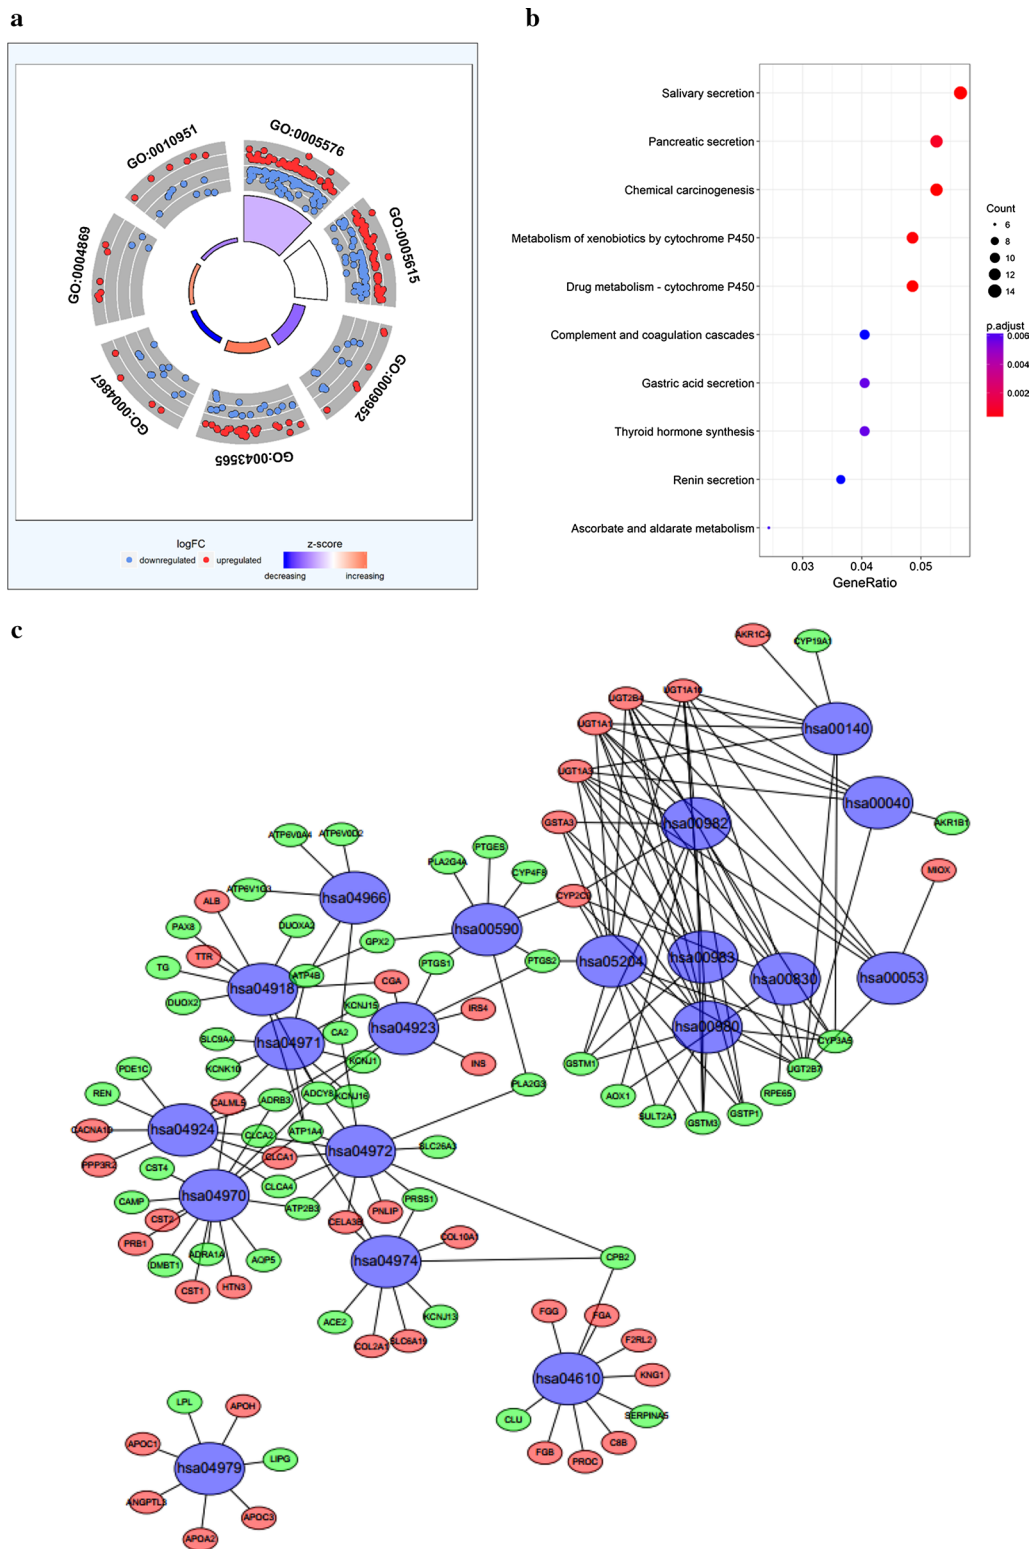 a
GO:0010951
GO:0005576
GO:0004869
GO:0005615
GO:0004867
GO:0009952
GO:0043565
logFC
downregulated
upregulated
z-score
decreasing
increasing
b
Salivary secretion
Pancreatic secretion
Chemical carcinogenesis
Metabolism of xenobiotics by cytochrome P450
Drug metabolism - cytochrome P450
Complement and coagulation cascades
Gastric acid secretion
Thyroid hormone synthesis
Renin secretion
Ascorbate and aldarate metabolism
0.03
0.04
0.05
GeneRatio
Count
6
8
10
12
14
p.adjust
0.006
0.004
0.002
c
AKR1C4
CYP19A1
UGT1A10
UGT2B4
UGT1A1
hsa00140
UGT1A3
hsa00040
GSTA3
hsa00982
AKR1B1
ATP6V0A4
ATP6V0D2
PTGES
PLA2G4A
CYP4F8
MIOX
ATP6V1G3
ALB
hsa04966
PAX8
DUOXA2
GPX2
hsa00590
TTR
TG
ATP4B
PTGS1
PTGS2
hsa05204
hsa00983
hsa00830
hsa00053
DUOX2
hsa04918
CGA
KCNJ15
IRS4
SLC9A4
hsa04971
CA2
hsa04923
hsa00980
CYP3A5
PDE1C
KCNK10
KCNJ1
INS
GSTM1
UGT2B7
REN
CALML5
ADRB3
ADCY8
KCNJ16
PLA2G3
AOX1
RPE65
CACNA1D
hsa04924
CLCA2
ATP1A4
SULT2A1
GSTM3
GSTP1
PPP3R2
CST4
CLCA1
hsa04972
SLC26A3
CAMP
hsa04970
CLCA4
CST2
ATP2B3
PRSS1
PNLIP
CELA3B
PRB1
DMBT1
ADRA1A
AQP5
COL10A1
hsa04974
CPB2
CST1
HTN3
ACE2
KCNJ13
COL2A1
SLC6A19
FGG
FGA
F2RL2
hsa04610
KNG1
LPL
APOH
CLU
SERPINA5
APOC1
C8B
LIPG
hsa04979
FGB
PROC
ANGPTL3
APOC3
APOA2